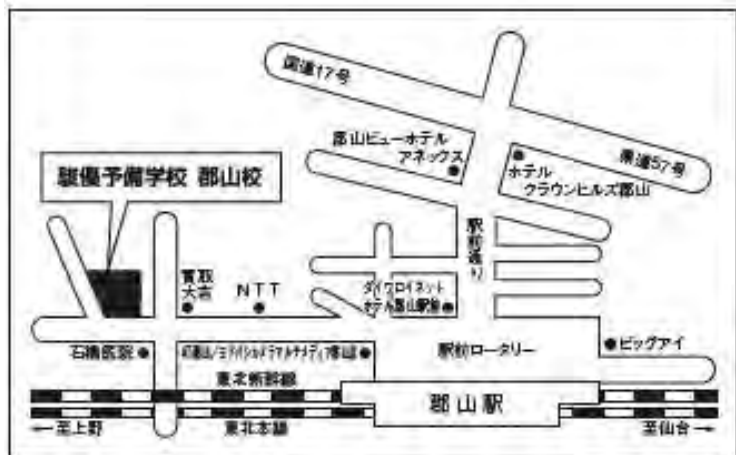 国道17号
郡山ビューホテル
アネックス
県道57号
ホテル
クラウンヒルズ郡山
駿優予備学校 郡山校
駅前通り
買取
大吉
NTT
ダイワロイネット
ホテル郡山駅前
石橋医院
駅前ロータリー
ビッグアイ
東北新幹線
郡山駅
←至上野
東北本線
至仙台→